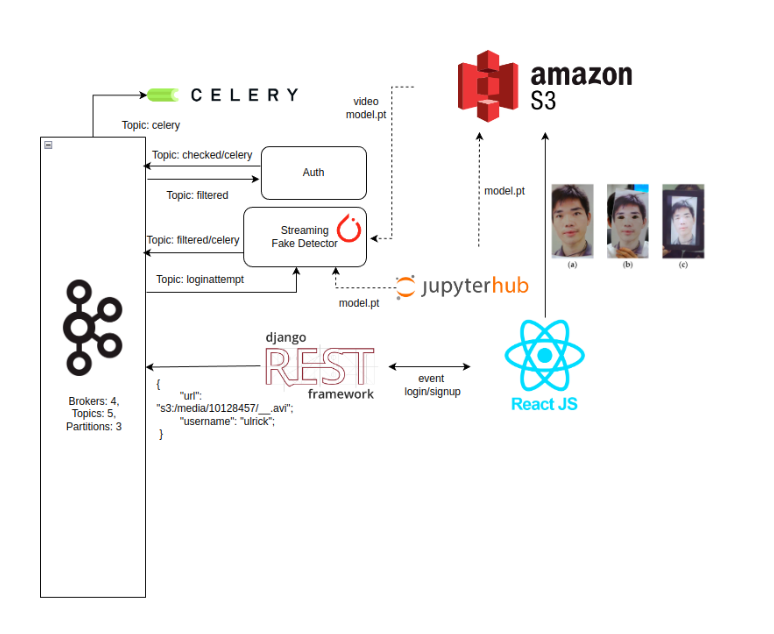 amazon
S3
CELERY
video
model.pt
Topic: celery
Topic: checked/celery
Auth
Topic: filtered
model.pt
Streaming
Fake Detector
Topic: filtered/celery
(a)
(b)
(c)
Topic: loginattempt
jupyterhub
model.pt
django
REST
framework
event
login/signup
React JS
Brokers: 4,
Topics: 5,
Partitions: 3
{
"url":
"s3:/media/10128457/__.avi";
"username": "ulrick";
}